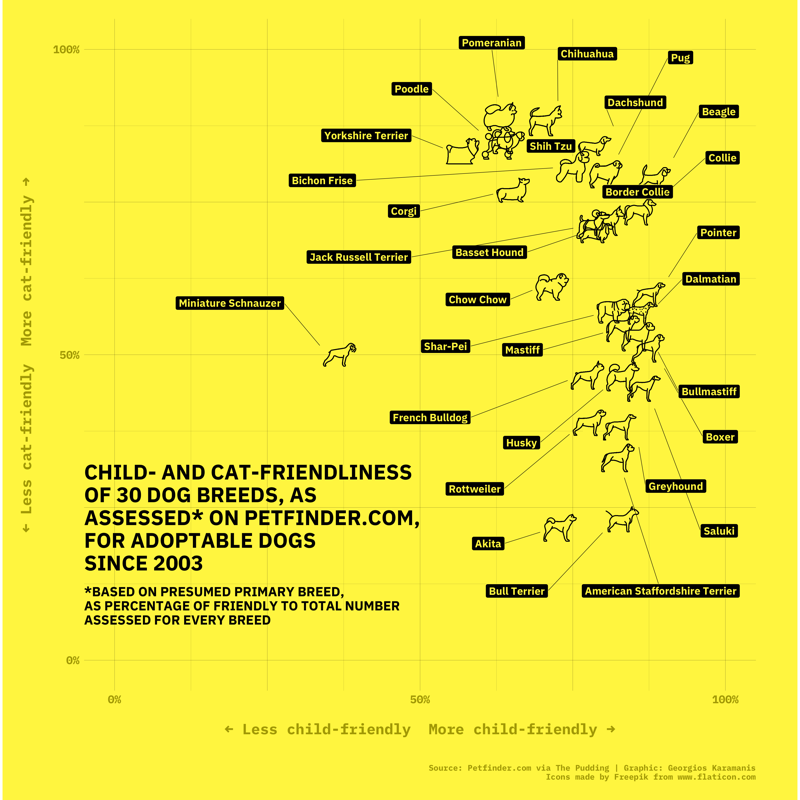 Pomeranian
100%
Chihuahua
Pug
Poodle
Dachshund
Beagle
Yorkshire Terrier
Shih Tzu
Collie
Bichon Frise
Border Collie
Corgi
Pointer
Jack Russell Terrier
Basset Hound
Dalmatian
Chow Chow
Miniature Schnauzer
Shar-Pei
Mastiff
50%
Bullmastiff
French Bulldog
Boxer
Husky
Greyhound
Rottweiler
Saluki
Akita
Bull Terrier
American Staffordshire Terrier
← Less cat-friendly More cat-friendly →
CHILD- AND CAT-FRIENDLINESS
OF 30 DOG BREEDS, AS
ASSESSED* ON PETFINDER.COM,
FOR ADOPTABLE DOGS
SINCE 2003
*BASED ON PRESUMED PRIMARY BREED,
AS PERCENTAGE OF FRIENDLY TO TOTAL NUMBER
ASSESSED FOR EVERY BREED
0%
0% 50% 100%
← Less child-friendly More child-friendly →
Source: Petfinder.com via The Pudding | Graphic: Georgios Karamanis
Icons made by Freepik from www.flaticon.com